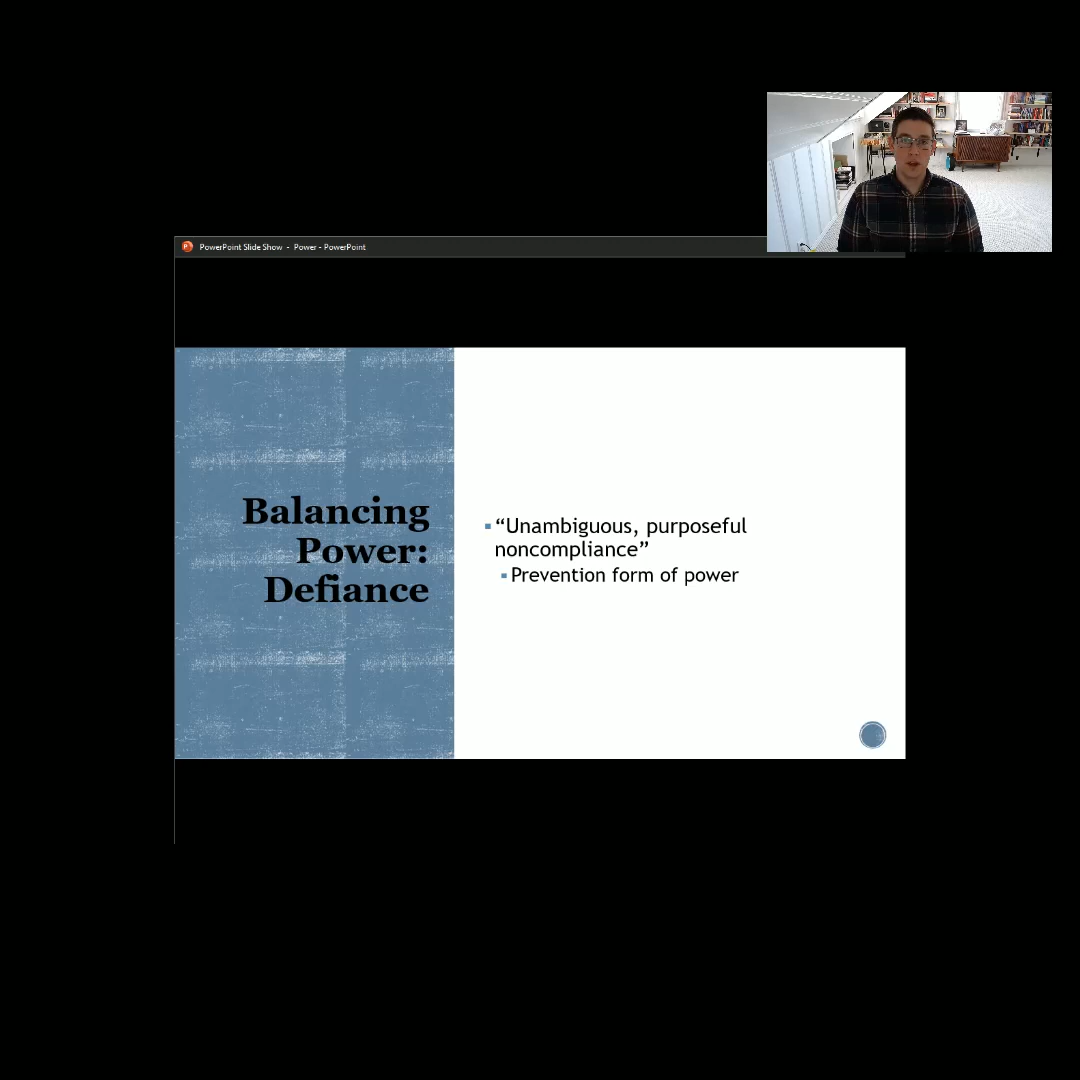 PowerPoint Slide Show - Power - PowerPoint
Balancing
Power:
Defiance
“Unambiguous, purposeful
noncompliance”
Prevention form of power